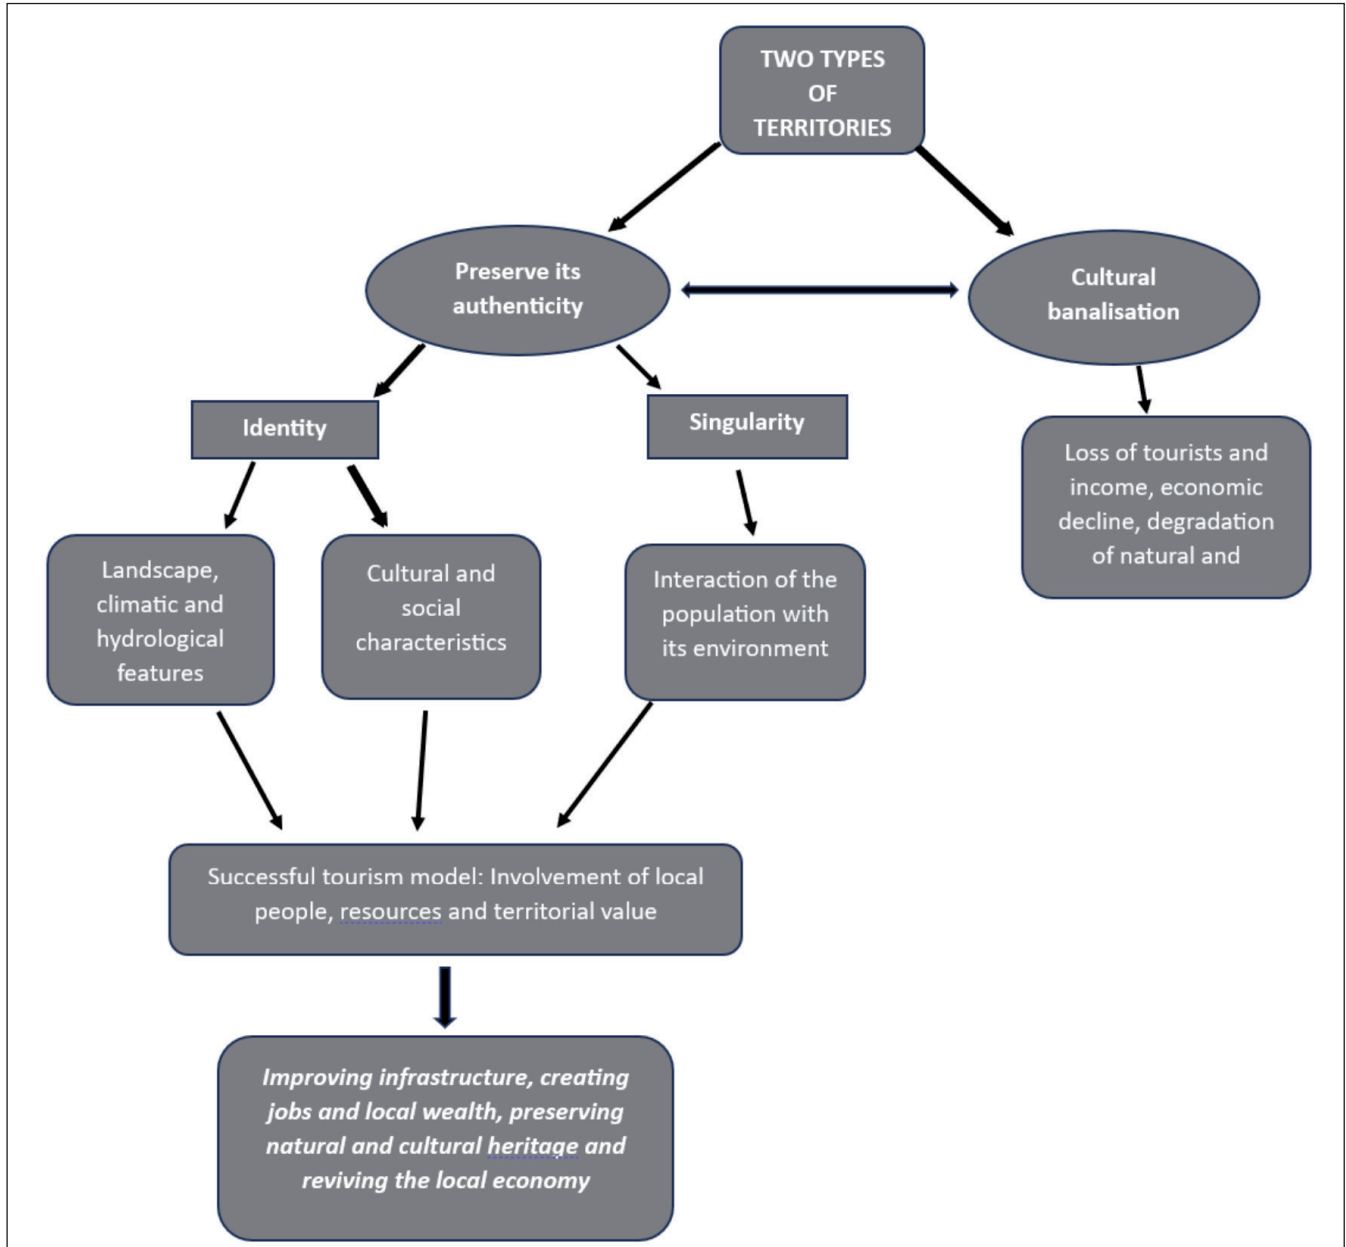 TWO TYPES
OF
TERRITORIES
Preserve its
authenticity
Cultural
banalisation
Identity
Singularity
Loss of tourists and
income, economic
decline, degradation
of natural and
Landscape,
climatic and
hydrological
features
Cultural and
social
characteristics
Interaction of the
population with
its environment
Successful tourism model: Involvement of local
people, resources and territorial value
Improving infrastructure, creating
jobs and local wealth, preserving
natural and cultural heritage and
reviving the local economy